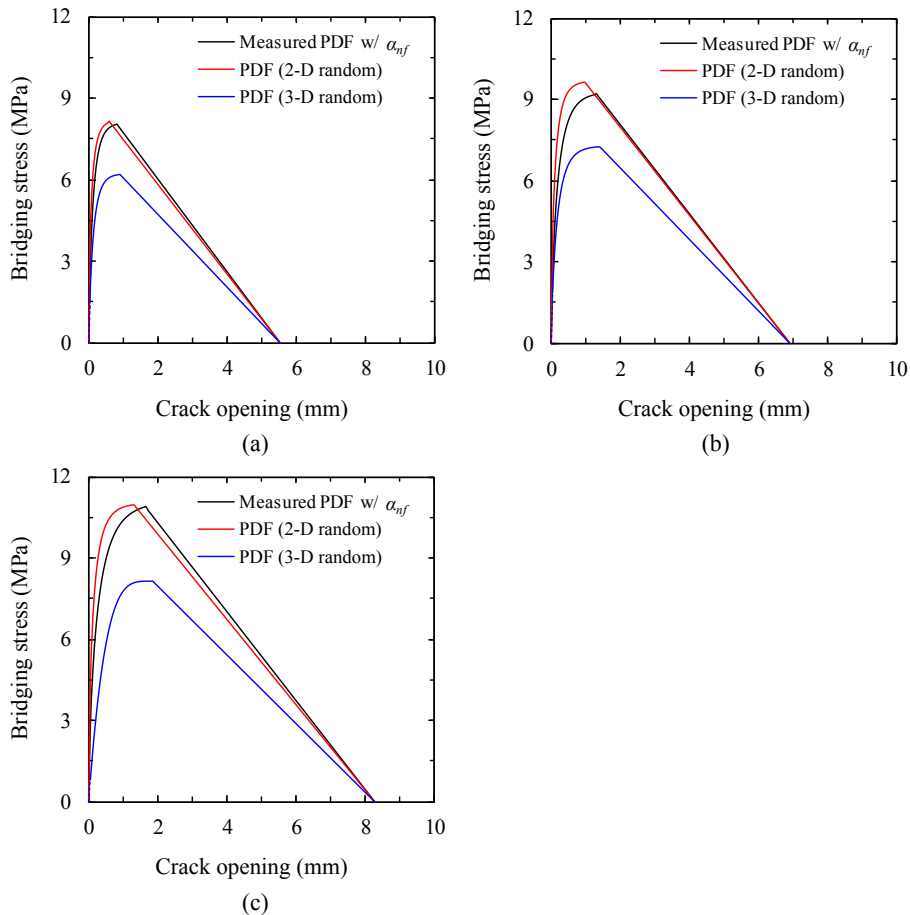 12
9
6
3
0
Bridging stress (MPa)
Measured PDF w/ αnf
PDF (2-D random)
PDF (3-D random)
0 2 4 6 8 10
Crack opening (mm)
(a)
12
9
6
3
0
Bridging stress (MPa)
Measured PDF w/ αnf
PDF (2-D random)
PDF (3-D random)
0 2 4 6 8 10
Crack opening (mm)
(b)
12
9
6
3
0
Bridging stress (MPa)
Measured PDF w/ αnf
PDF (2-D random)
PDF (3-D random)
0 2 4 6 8 10
Crack opening (mm)
(c)